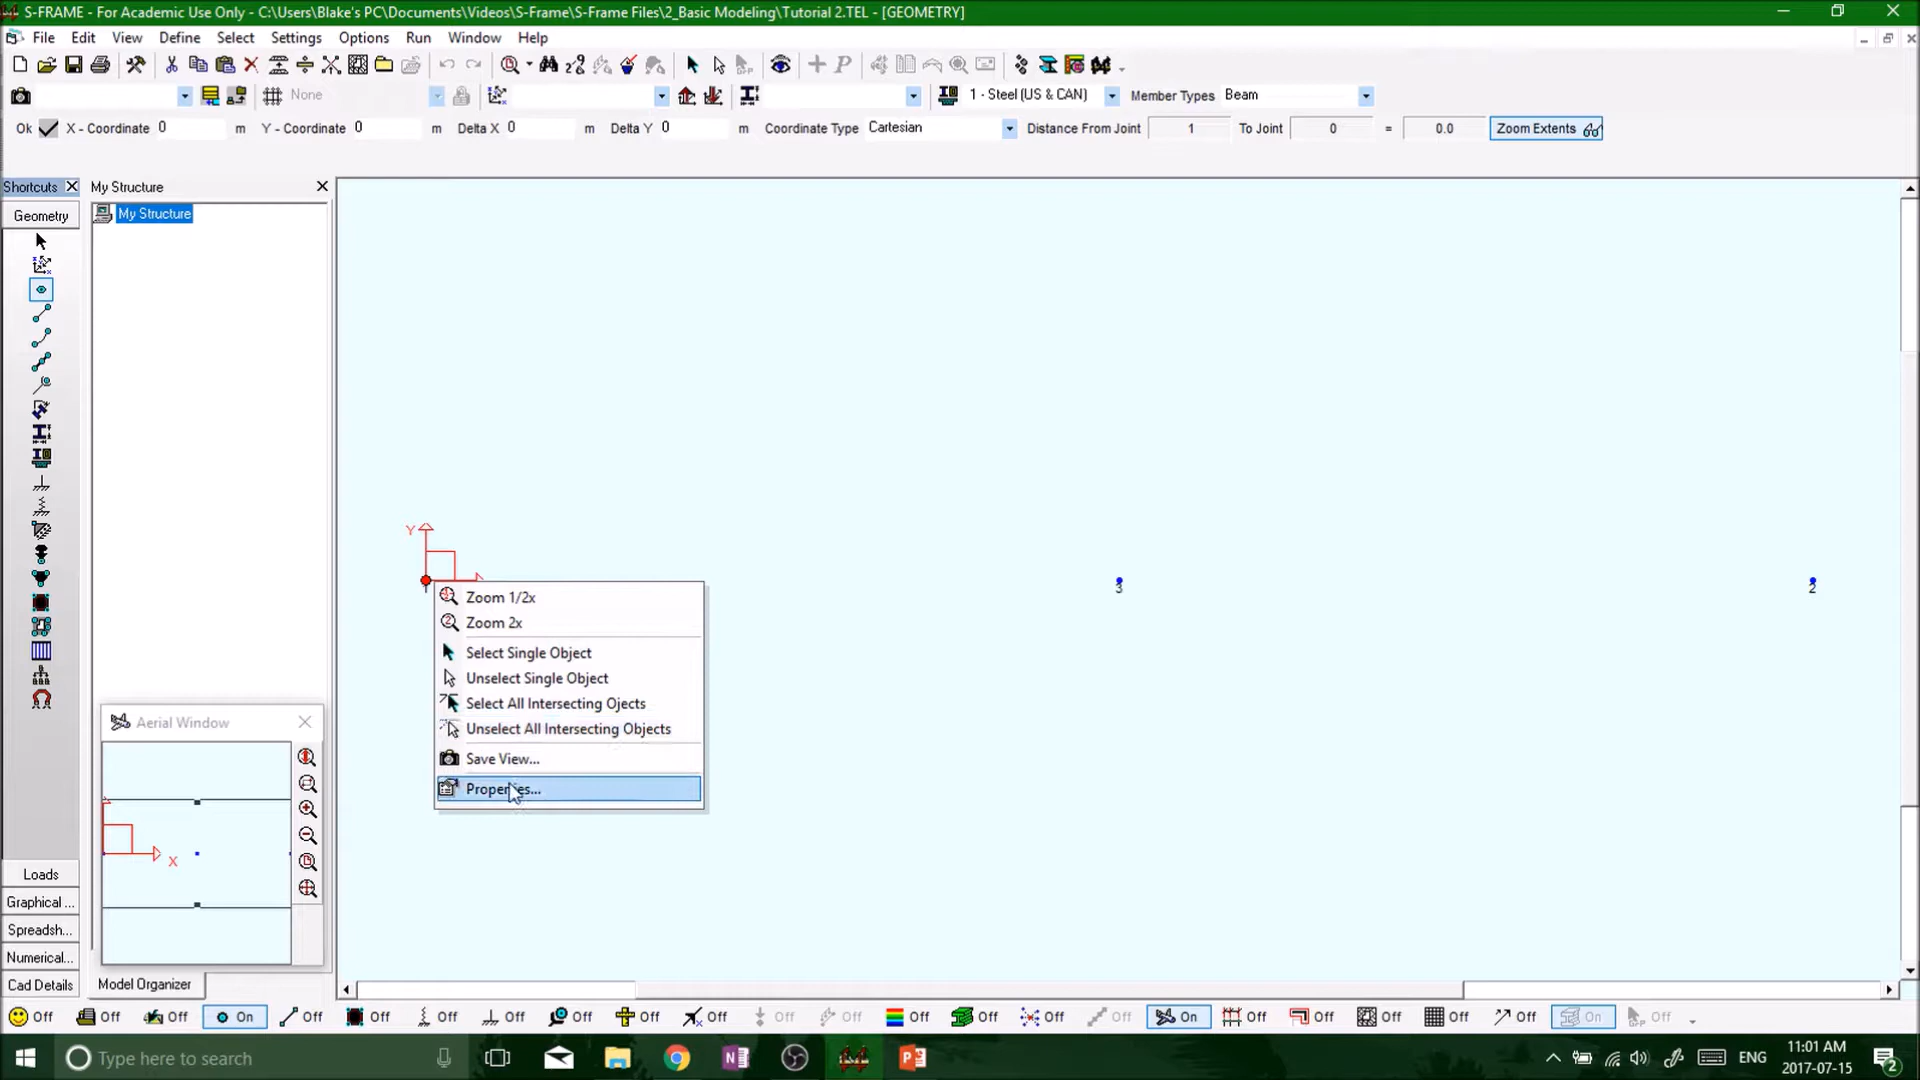 S-FRAME - For Academic Use Only - C:\Users\Blake's PC\Documents\Videos\S-Frame\S-Frame Files\2_Basic Modeling\Tutorial 2.TEL - [GEOMETRY]
File Edit View Define Select Settings Options Run Window Help
None 1 - Steel (US & CAN) Member Types Beam
Ok X - Coordinate 0 m Y - Coordinate 0 m Delta X 0 m Delta Y 0 m Coordinate Type Cartesian Distance From Joint 1 To Joint 0 = 0.0 Zoom Extents
Shortcuts My Structure
Geometry My Structure
Y
3
2
Zoom 1/2x
Zoom 2x
Select Single Object
Unselect Single Object
Select All Intersecting Ojects
Unselect All Intersecting Objects
Save View...
Properties...
Aerial Window
X
Loads
Graphical ...
Spreadsh...
Numerical...
Cad Details
Model Organizer
Off Off Off On Off Off Off Off Off Off Off Off Off Off Off Off Off On Off Off Off Off Off On Off
Type here to search
ENG
11:01 AM
2017-07-15
2